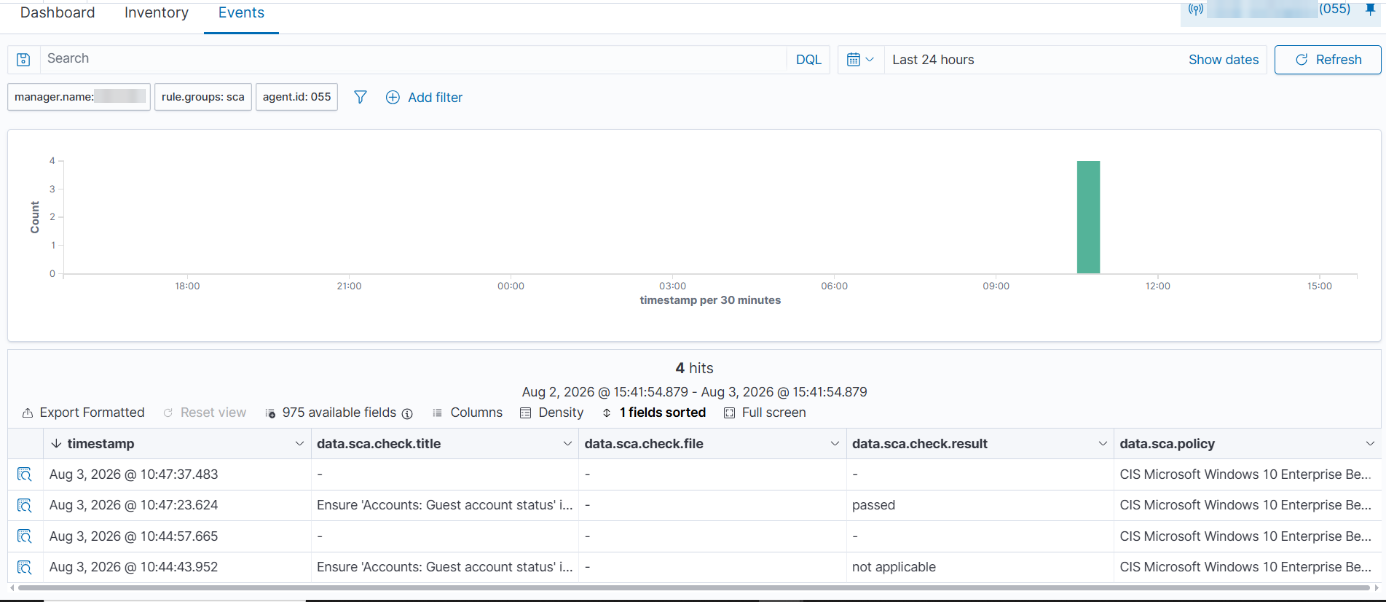 Dashboard Inventory Events (055)
Search DQL Last 24 hours Show dates Refresh
manager.name: rule.groups: sca agent.id: 055 Add filter
4
3
2
1
0
Count
18:00 21:00 00:00 03:00 06:00 09:00 12:00 15:00
timestamp per 30 minutes
4 hits
Aug 2, 2026 @ 15:41:54.879 - Aug 3, 2026 @ 15:41:54.879
Export Formatted Reset view 975 available fields Columns Density 1 fields sorted Full screen
timestamp data.sca.check.title data.sca.check.file data.sca.check.result data.sca.policy
Aug 3, 2026 @ 10:47:37.483 - - - CIS Microsoft Windows 10 Enterprise Be...
Aug 3, 2026 @ 10:47:23.624 Ensure 'Accounts: Guest account status' i... - passed CIS Microsoft Windows 10 Enterprise Be...
Aug 3, 2026 @ 10:44:57.665 - - - CIS Microsoft Windows 10 Enterprise Be...
Aug 3, 2026 @ 10:44:43.952 Ensure 'Accounts: Guest account status' i... - not applicable CIS Microsoft Windows 10 Enterprise Be...